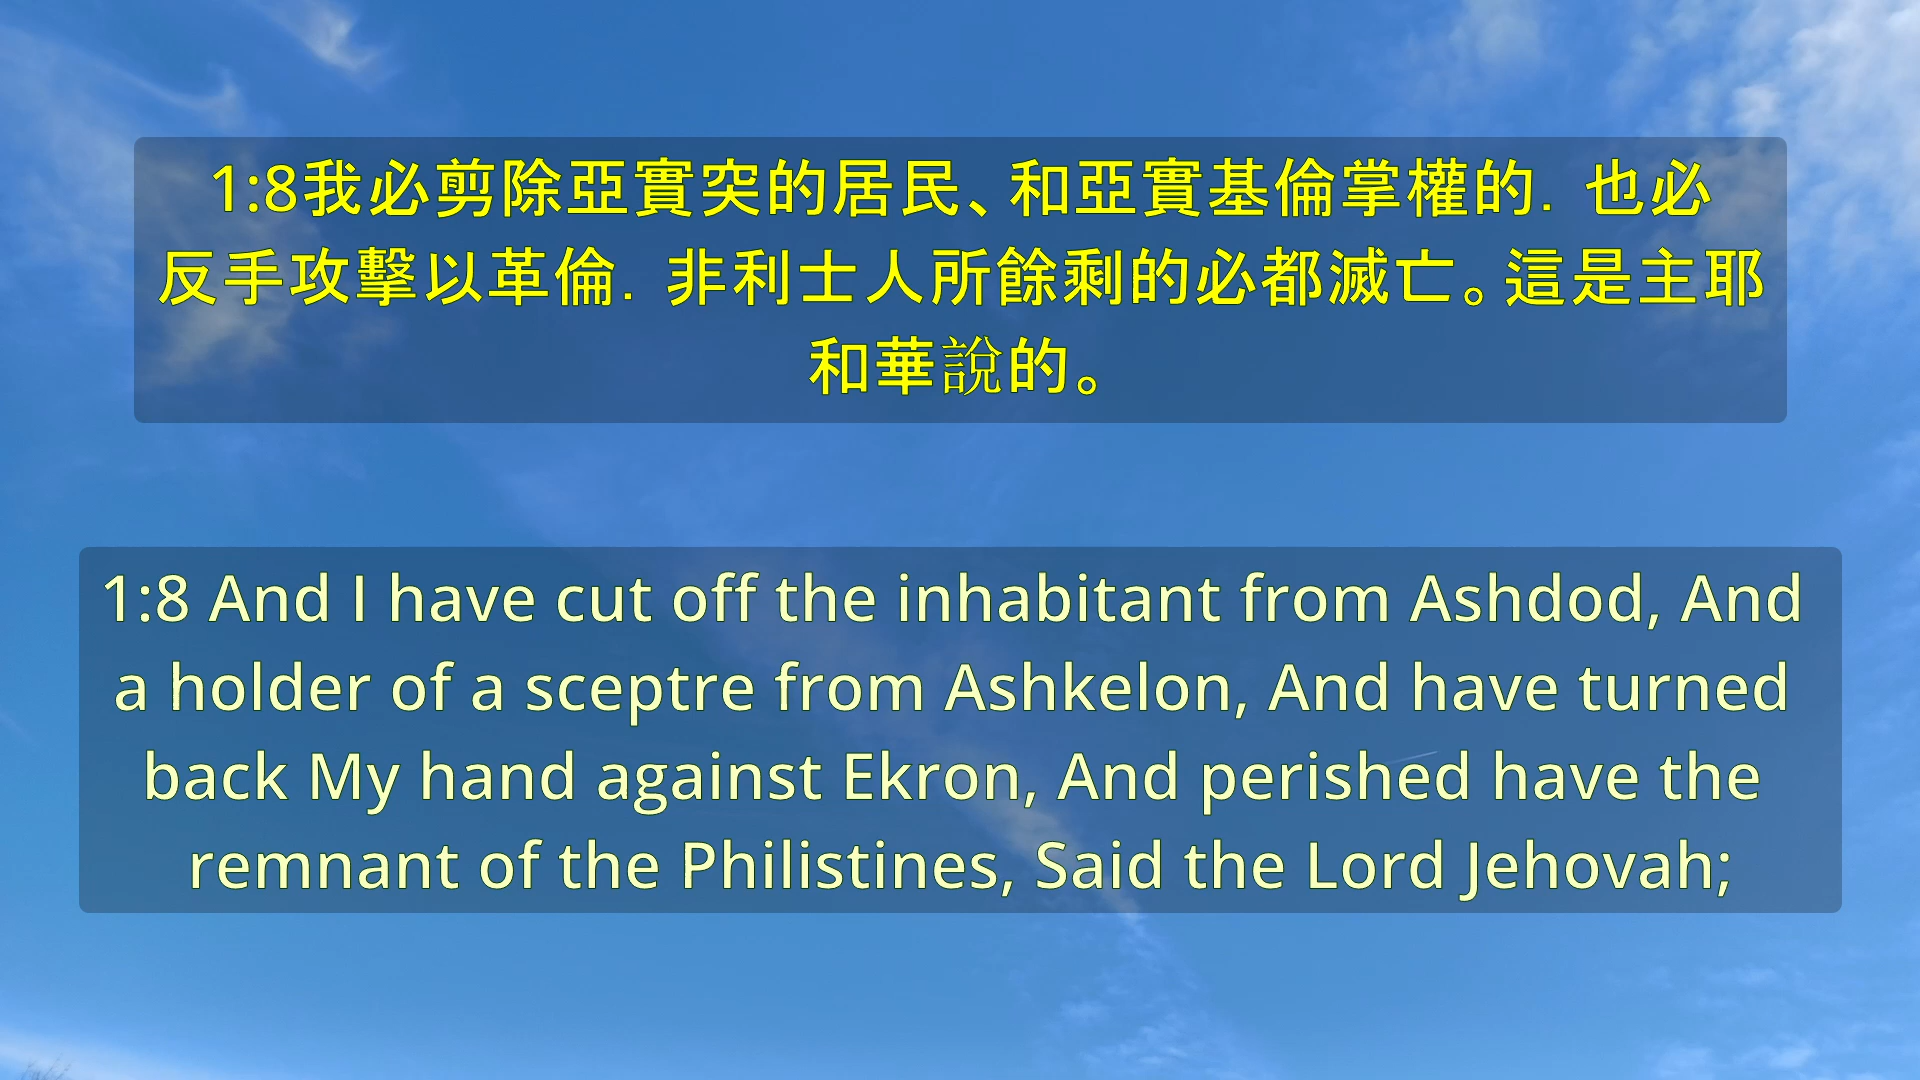 1:8我必剪除亞實突的居民、和亞實基倫掌權的．也必
反手攻擊以革倫．非利士人所餘剩的必都滅亡。這是主耶
和華說的。
1:8 And I have cut off the inhabitant from Ashdod, And
a holder of a sceptre from Ashkelon, And have turned
back My hand against Ekron, And perished have the
remnant of the Philistines, Said the Lord Jehovah;